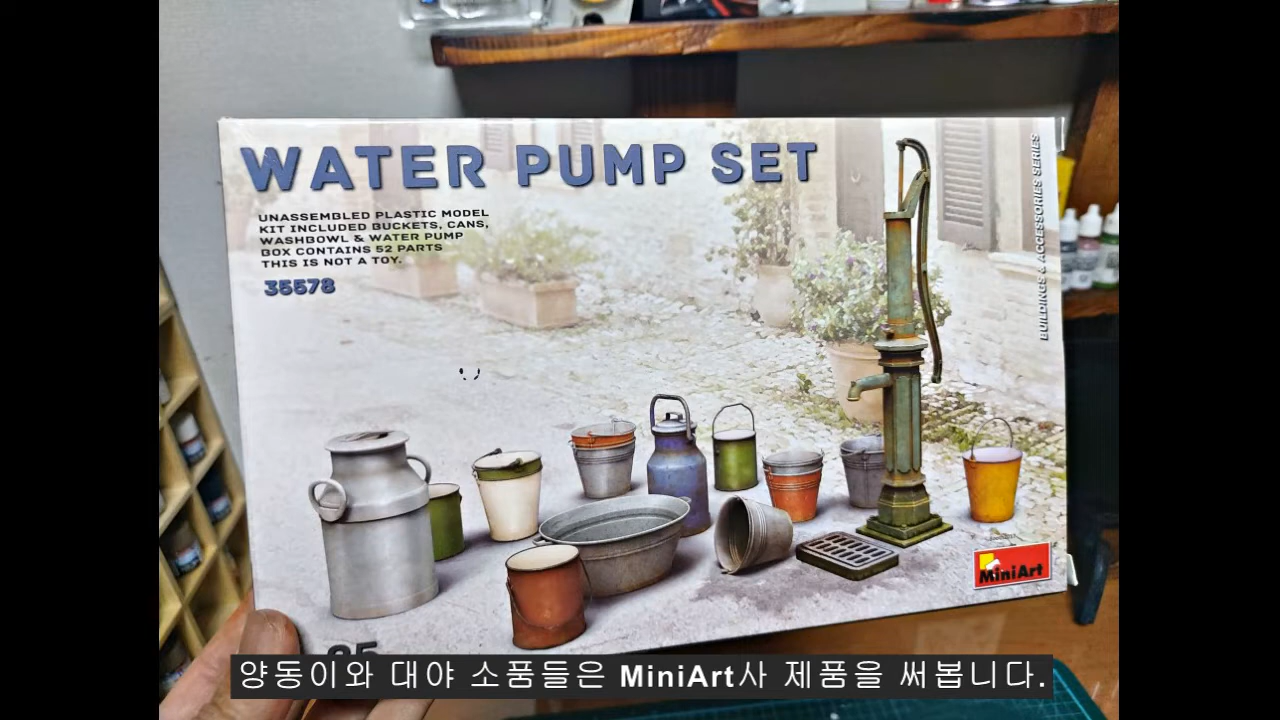 WATER PUMP SET
UNASSEMBLED PLASTIC MODEL
KIT INCLUDED BUCKETS, CANS,
WASHBOWL & WATER PUMP
BOX CONTAINS 52 PARTS
THIS IS NOT A TOY.
35578
BUILDINGS & ACCESSORIES SERIES
MiniArt
양동이와 대야 소품들은 MiniArt사 제품을 써봅니다.